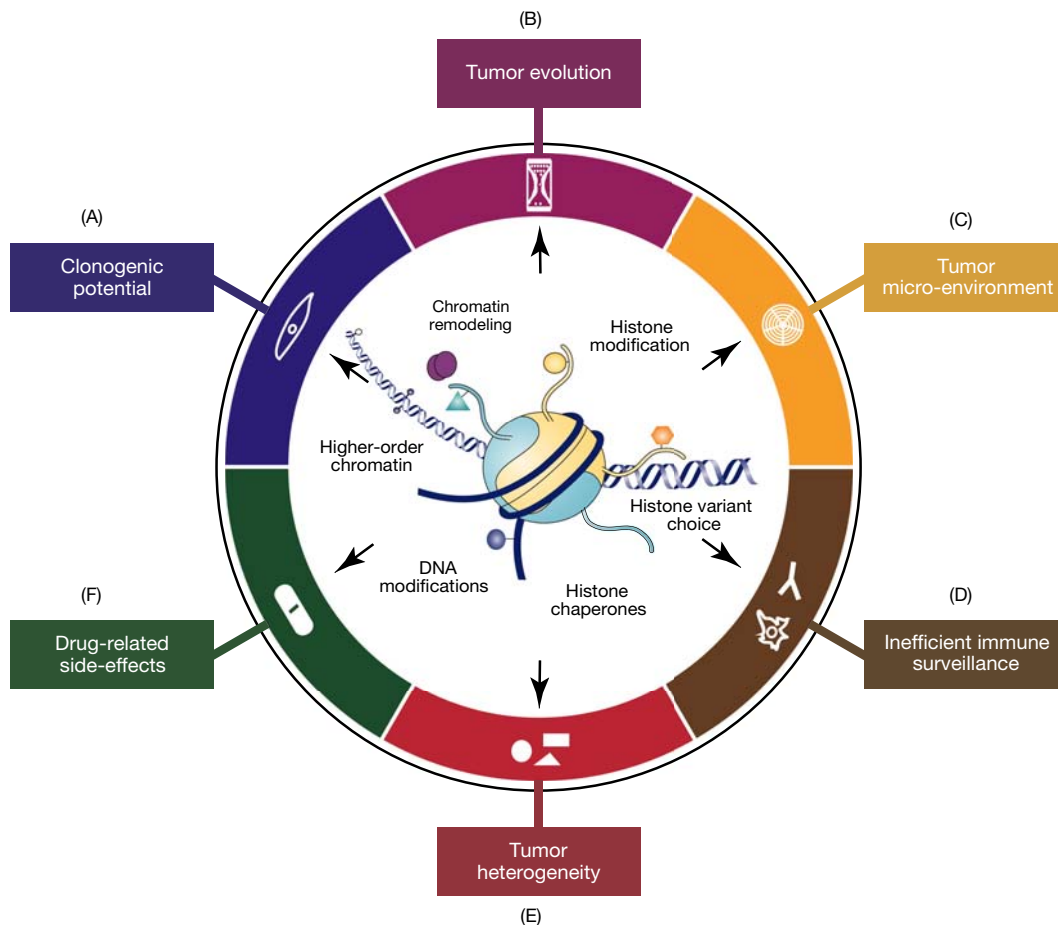 (B)
Tumor evolution
(A)
Clonogenic
potential
(C)
Tumor
micro-environment
Chromatin
remodeling
Histone
modification
Higher-order
chromatin
Histone variant
choice
DNA
modifications
Histone
chaperones
(F)
Drug-related
side-effects
(D)
Inefficient immune
surveillance
Tumor
heterogeneity
(E)